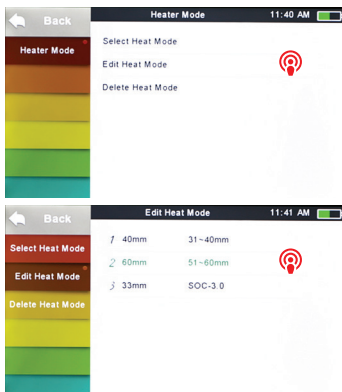 Back
Heater Mode
11:40 AM
Heater Mode
Select Heat Mode
Edit Heat Mode
Delete Heat Mode
Back
Edit Heat Mode
11:41 AM
Select Heat Mode
Edit Heat Mode
Delete Heat Mode
1 40mm 31~40mm
2 60mm 51~60mm
3 33mm SOC-3.0